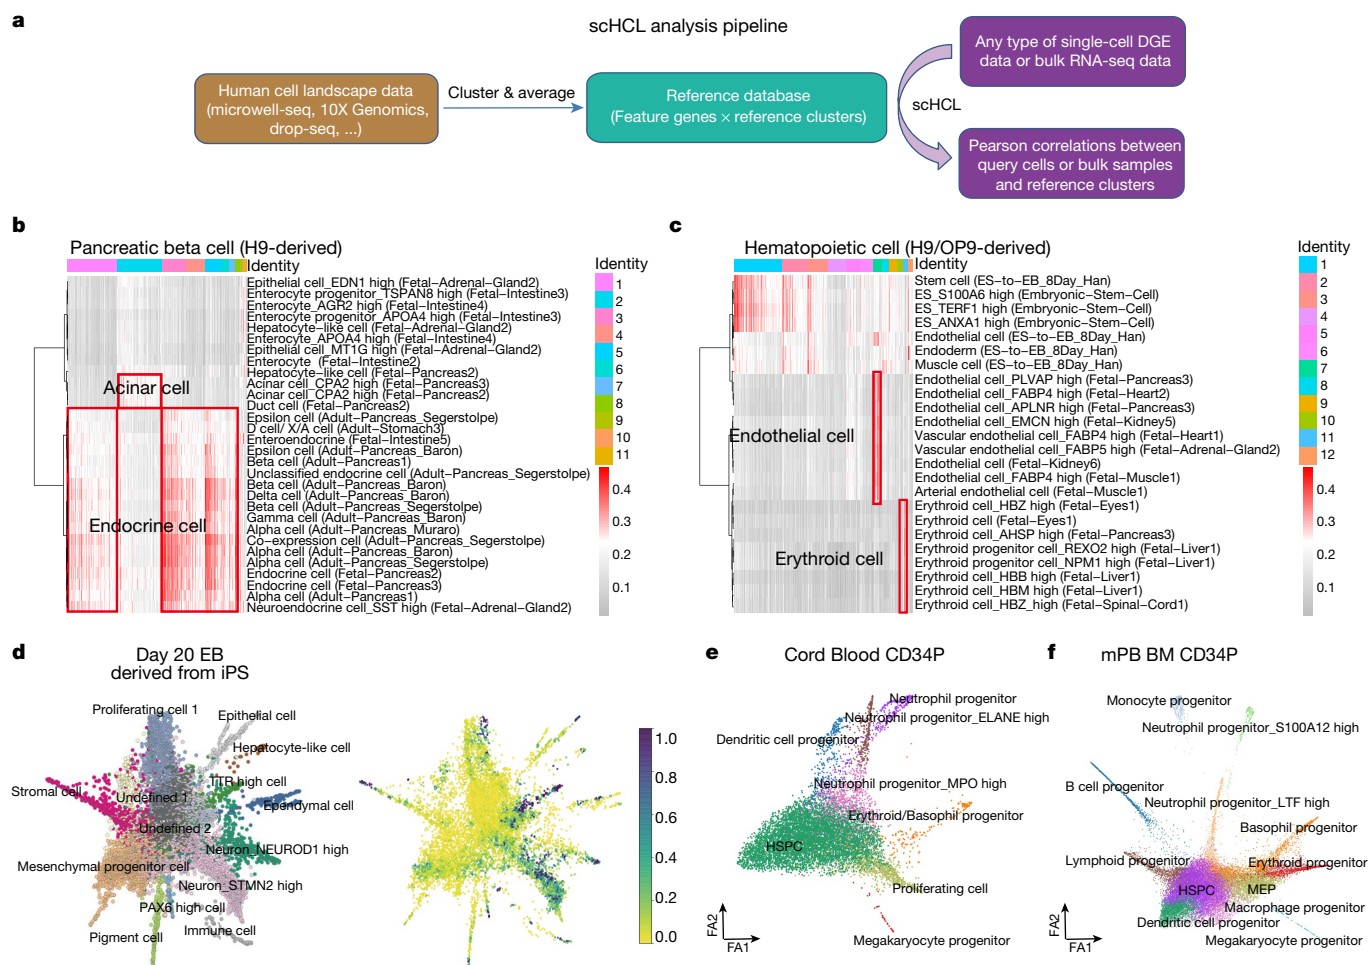 a
scHCL analysis pipeline
Human cell landscape data
(microwell-seq, 10X Genomics,
drop-seq, ...)
Cluster & average
Reference database
(Feature genes × reference clusters)
scHCL
Any type of single-cell DGE
data or bulk RNA-seq data
Pearson correlations between
query cells or bulk samples
and reference clusters
b
Pancreatic beta cell (H9-derived)
Identity
Epithelial cell_EDN1 high (Fetal−Adrenal−Gland2)
Enterocyte progenitor_TSPAN8 high (Fetal−Intestine3)
Enterocyte_AGR2 high (Fetal−Intestine4)
Enterocyte progenitor_APOA4 high (Fetal−Intestine3)
Hepatocyte−like cell (Fetal−Adrenal−Gland2)
Enterocyte_APOA4 high (Fetal−Intestine4)
Epithelial cell_MT1G high (Fetal−Adrenal−Gland2)
Enterocyte (Fetal−Intestine2)
Hepatocyte−like cell (Fetal−Pancreas2)
Acinar cell_CPA2 high (Fetal−Pancreas3)
Acinar cell_CPA2 high (Fetal−Pancreas2)
Duct cell (Fetal−Pancreas2)
Epsilon cell (Adult−Pancreas_Segerstolpe)
D cell/ X/A cell (Adult−Stomach3)
Enteroendocrine (Fetal−Intestine5)
Epsilon cell (Adult−Pancreas_Baron)
Beta cell (Adult−Pancreas1)
Unclassified endocrine cell (Adult−Pancreas_Segerstolpe)
Beta cell (Adult−Pancreas_Baron)
Delta cell (Adult−Pancreas_Baron)
Beta cell (Adult−Pancreas_Segerstolpe)
Gamma cell (Adult−Pancreas_Baron)
Alpha cell (Adult−Pancreas_Muraro)
Co−expression cell (Adult−Pancreas_Segerstolpe)
Alpha cell (Adult−Pancreas_Baron)
Alpha cell (Adult−Pancreas_Segerstolpe)
Endocrine cell (Fetal−Pancreas2)
Endocrine cell (Fetal−Pancreas3)
Alpha cell (Adult−Pancreas1)
Neuroendocrine cell_SST high (Fetal−Adrenal−Gland2)
Acinar cell
Endocrine cell
Identity
1
2
3
4
5
6
7
8
9
10
11
0.4
0.3
0.2
0.1
c
Hematopoietic cell (H9/OP9-derived)
Identity
Stem cell (ES−to−EB_8Day_Han)
ES_S100A6 high (Embryonic−Stem−Cell)
ES_TERF1 high (Embryonic−Stem−Cell)
ES_ANXA1 high (Embryonic−Stem−Cell)
Endothelial cell (ES−to−EB_8Day_Han)
Endoderm (ES−to−EB_8Day_Han)
Muscle cell (ES−to−EB_8Day_Han)
Endothelial cell_PLVAP high (Fetal−Pancreas3)
Endothelial cell_FABP4 high (Fetal−Heart2)
Endothelial cell_APLNR high (Fetal−Pancreas3)
Endothelial cell_EMCN high (Fetal−Kidney5)
Vascular endothelial cell_FABP4 high (Fetal−Heart1)
Vascular endothelial cell_FABP5 high (Fetal−Adrenal−Gland2)
Endothelial cell (Fetal−Kidney6)
Endothelial cell_FABP4 high (Fetal−Muscle1)
Arterial endothelial cell (Fetal−Muscle1)
Erythroid cell_HBZ high (Fetal−Eyes1)
Erythroid cell (Fetal−Eyes1)
Erythroid cell_AHSP high (Fetal−Pancreas3)
Erythroid progenitor cell_REXO2 high (Fetal−Liver1)
Erythroid progenitor cell_NPM1 high (Fetal−Liver1)
Erythroid cell_HBB high (Fetal−Liver1)
Erythroid cell_HBM high (Fetal−Liver1)
Erythroid cell_HBZ_high (Fetal−Spinal−Cord1)
Endothelial cell
Erythroid cell
Identity
1
2
3
4
5
6
7
8
9
10
11
12
0.4
0.3
0.2
0.1
d
Day 20 EB
derived from iPS
Proliferating cell 1
Epithelial cell
Hepatocyte-like cell
TTR high cell
Stromal cell
Undefined 1
Ependymal cell
Undefined 2
Neuron_NEUROD1 high
Mesenchymal progenitor cell
Neuron_STMN2 high
PAX6 high cell
Immune cell
Pigment cell
1.0
0.8
0.6
0.4
0.2
0.0
e
Cord Blood CD34P
Neutrophil progenitor
Neutrophil progenitor_ELANE high
Dendritic cell progenitor
Neutrophil progenitor_MPO high
Erythroid/Basophil progenitor
HSPC
Proliferating cell
Megakaryocyte progenitor
FA2
FA1
f
mPB BM CD34P
Monocyte progenitor
Neutrophil progenitor_S100A12 high
B cell progenitor
Neutrophil progenitor_LTF high
Basophil progenitor
Lymphoid progenitor
Erythroid progenitor
HSPC
MEP
Macrophage progenitor
Dendritic cell progenitor
Megakaryocyte progenitor
FA2
FA1